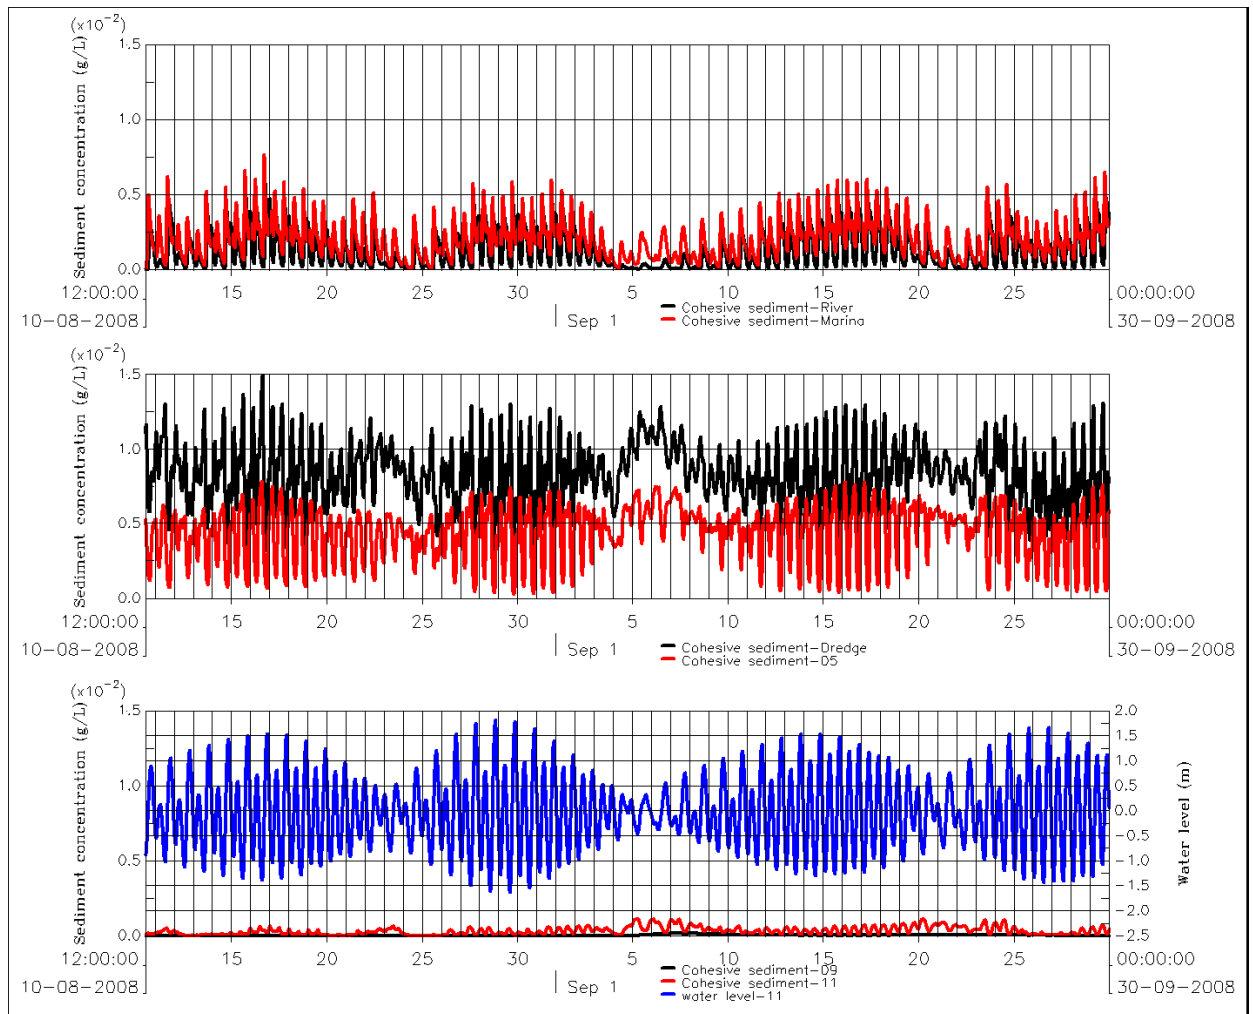 (x10⁻²)
Sediment concentration (g/L)
1.5
1.0
0.5
0.0
15 20 25 30 5 10 15 20 25
12:00:00 00:00:00
10-08-2008 Sep 1 30-09-2008
Cohesive sediment-River
Cohesive sediment-Marina
(x10⁻²)
Sediment concentration (g/L)
1.5
1.0
0.5
0.0
15 20 25 30 5 10 15 20 25
12:00:00 00:00:00
10-08-2008 Sep 1 30-09-2008
Cohesive sediment-Dredge
Cohesive sediment-05
(x10⁻²)
Sediment concentration (g/L)
1.5
1.0
0.5
0.0
2.0
1.5
1.0
0.5
0.0
-0.5
-1.0
-1.5
-2.0
-2.5
Water level (m)
15 20 25 30 5 10 15 20 25
12:00:00 00:00:00
10-08-2008 Sep 1 30-09-2008
Cohesive sediment-09
Cohesive sediment-11
water level-11